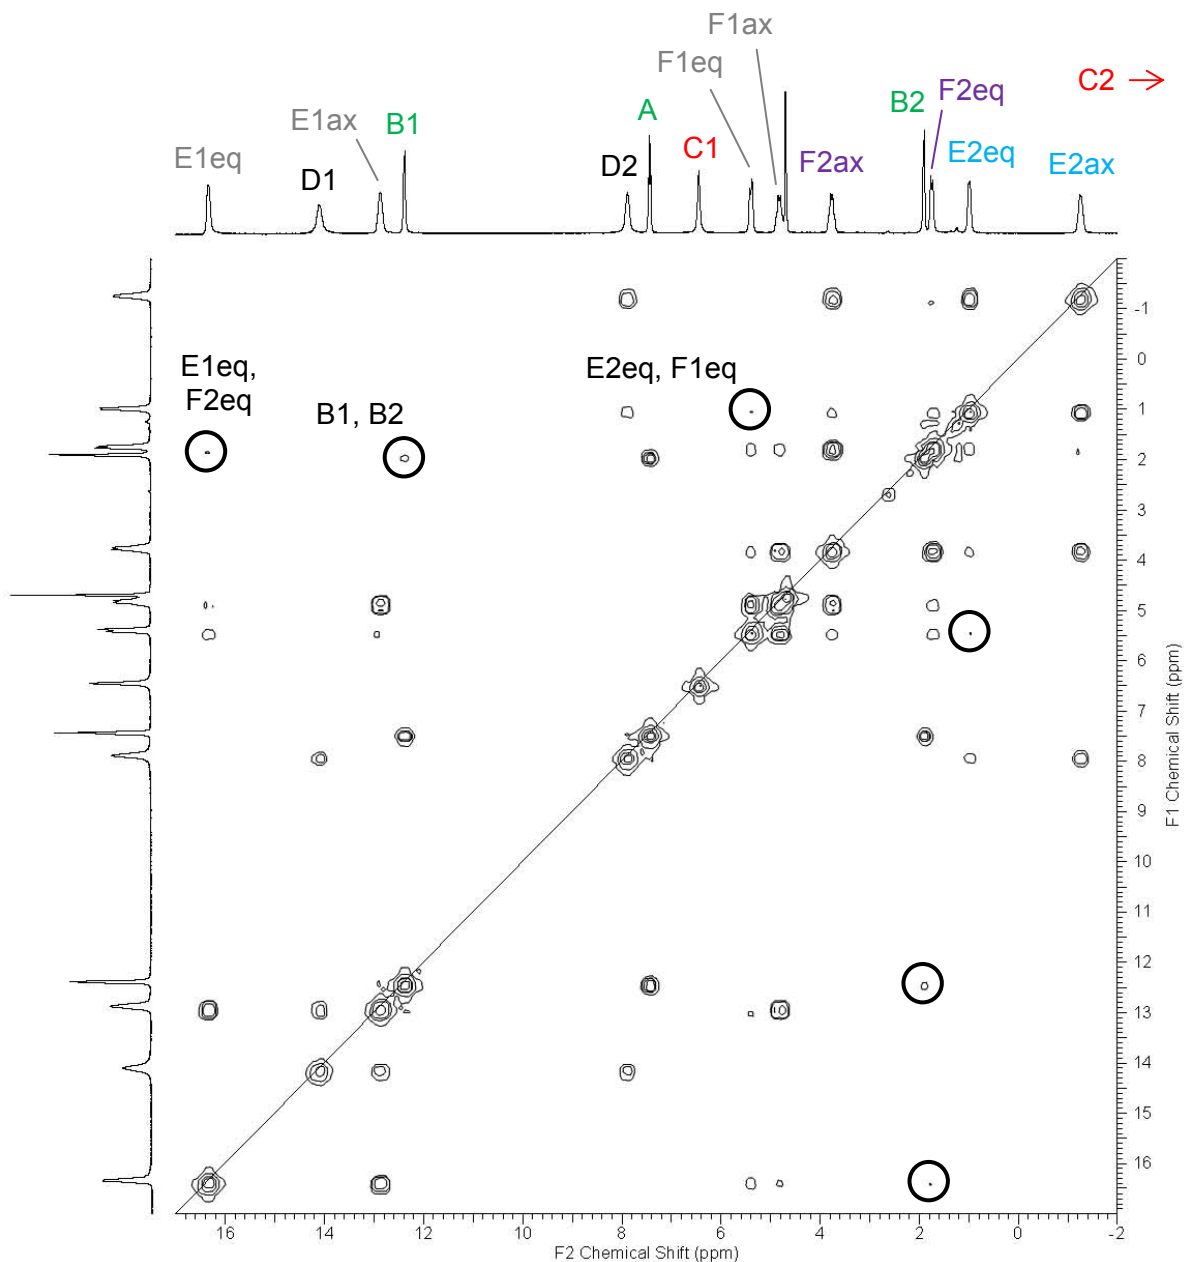 F1ax
F1eq
C2 →
F2eq
A
B2
E1ax
B1
E1eq
D1
D2
C1
F2ax
E2eq
E2ax
E1eq,
F2eq
B1, B2
E2eq, F1eq
-1
0
1
2
3
4
5
6
7
8
9
10
11
12
13
14
15
16
F1 Chemical Shift (ppm)
16 14 12 10 8 6 4 2 0 -2
F2 Chemical Shift (ppm)